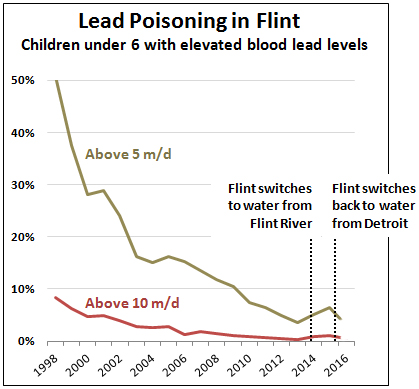 Lead Poisoning in Flint
Children under 6 with elevated blood lead levels
50%
40%
30%
20%
10%
0%
Above 5 m/d
Above 10 m/d
Flint switches
to water from
Flint River
Flint switches
back to water
from Detroit
1998
2000
2002
2004
2006
2008
2010
2012
2014
2016